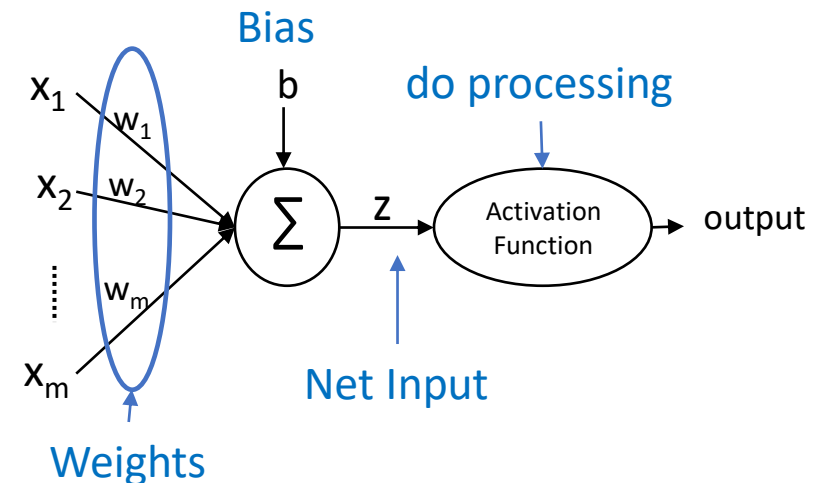 Bias
b
do processing
x₁
w₁
x₂
w₂
Σ
z
Activation
Function
output
wₘ
xₘ
Net Input
Weights